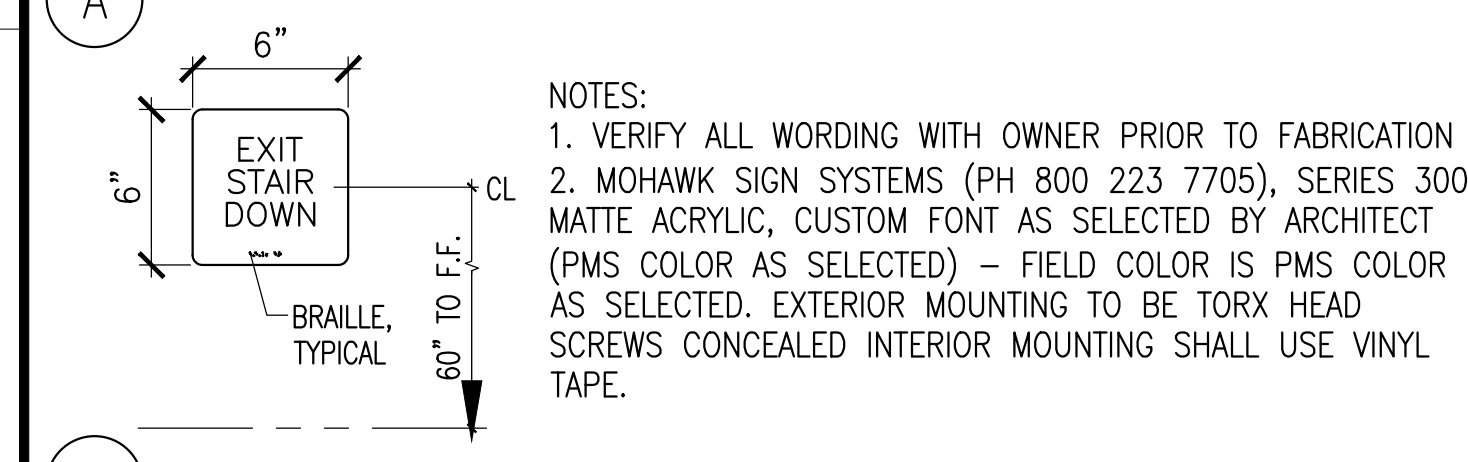 A
6"
6"
EXIT
STAIR
DOWN
CL
60" TO F.F.
BRAILLE,
TYPICAL
NOTES:
1. VERIFY ALL WORDING WITH OWNER PRIOR TO FABRICATION
2. MOHAWK SIGN SYSTEMS (PH 800 223 7705), SERIES 300
MATTE ACRYLIC, CUSTOM FONT AS SELECTED BY ARCHITECT
(PMS COLOR AS SELECTED) – FIELD COLOR IS PMS COLOR
AS SELECTED. EXTERIOR MOUNTING TO BE TORX HEAD
SCREWS CONCEALED INTERIOR MOUNTING SHALL USE VINYL
TAPE.